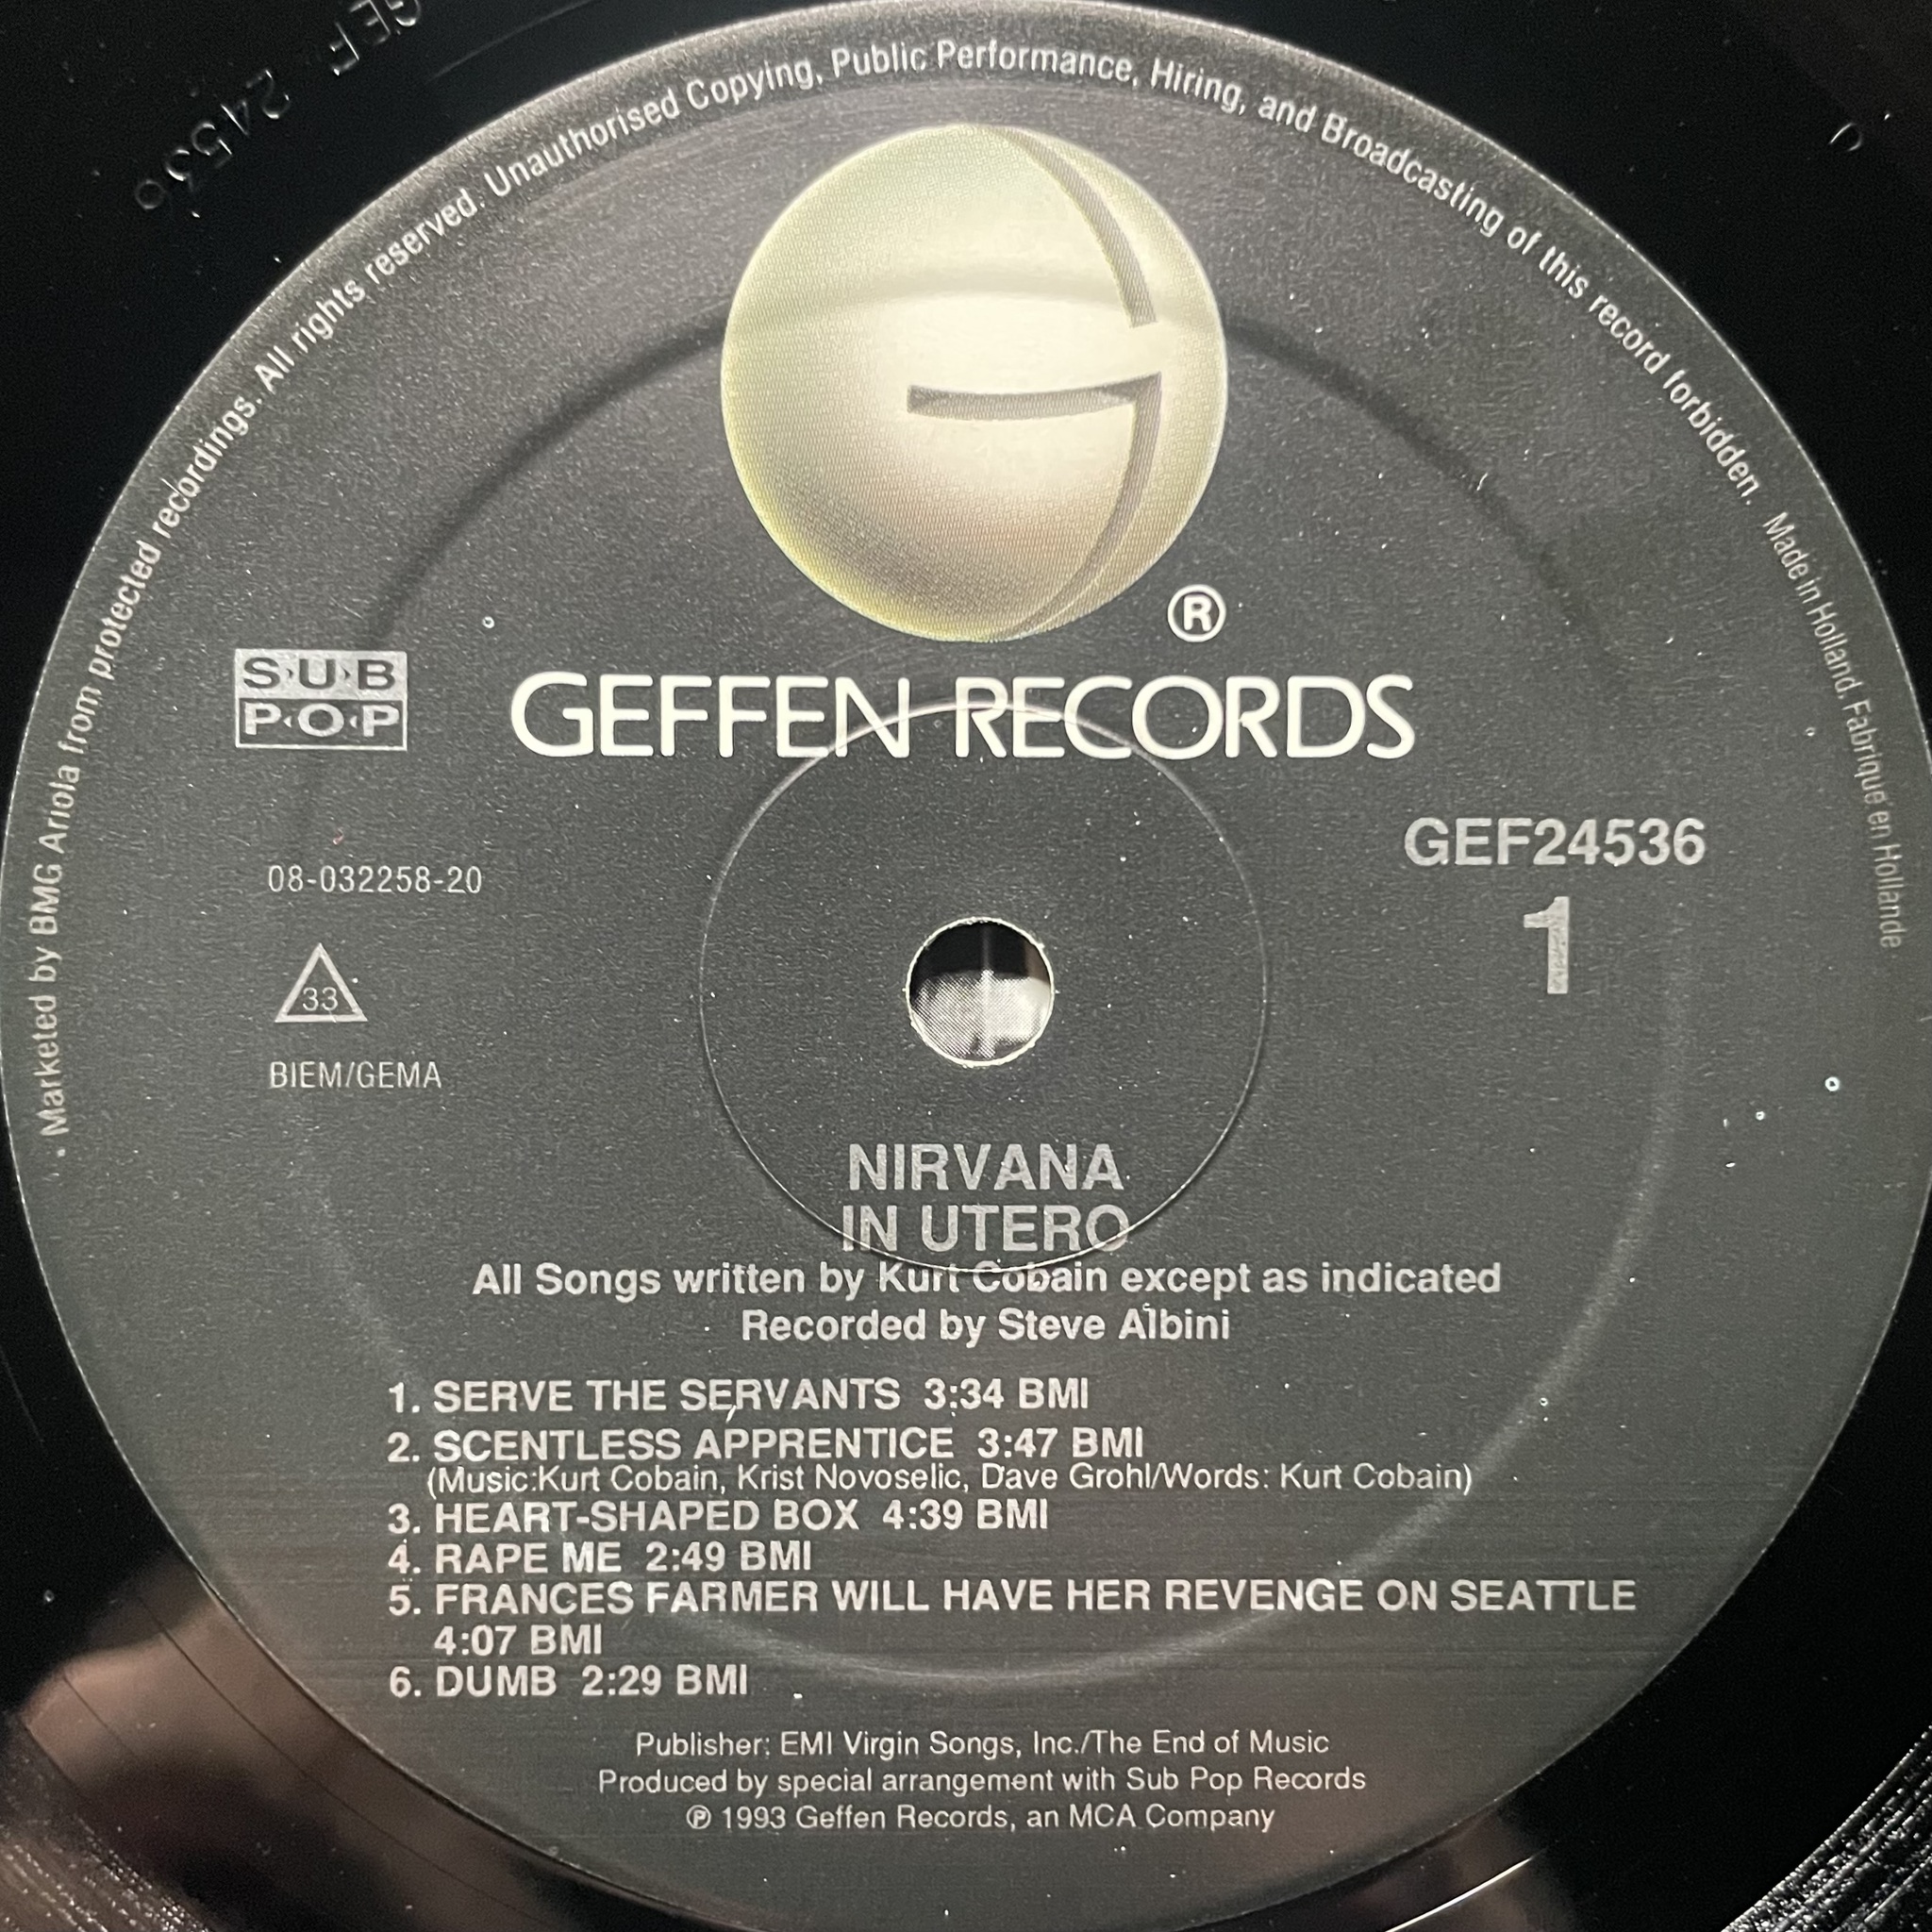 GEF 24536
Marketed by BMG Ariola from protected recordings. All rights reserved. Unauthorised Copying, Public Performance, Hiring, and Broadcasting of this record forbidden. Made in Holland. Fabriqué en Hollande
®
S·U·B
P·O·P
GEFFEN RECORDS
GEF24536
1
08-032258-20
33
BIEM/GEMA
NIRVANA
IN UTERO
All Songs written by Kurt Cobain except as indicated
Recorded by Steve Albini
1. SERVE THE SERVANTS 3:34 BMI
2. SCENTLESS APPRENTICE 3:47 BMI
(Music:Kurt Cobain, Krist Novoselic, Dave Grohl/Words: Kurt Cobain)
3. HEART-SHAPED BOX 4:39 BMI
4. RAPE ME 2:49 BMI
5. FRANCES FARMER WILL HAVE HER REVENGE ON SEATTLE
4:07 BMI
6. DUMB 2:29 BMI
Publisher: EMI Virgin Songs, Inc./The End of Music
Produced by special arrangement with Sub Pop Records
℗ 1993 Geffen Records, an MCA Company